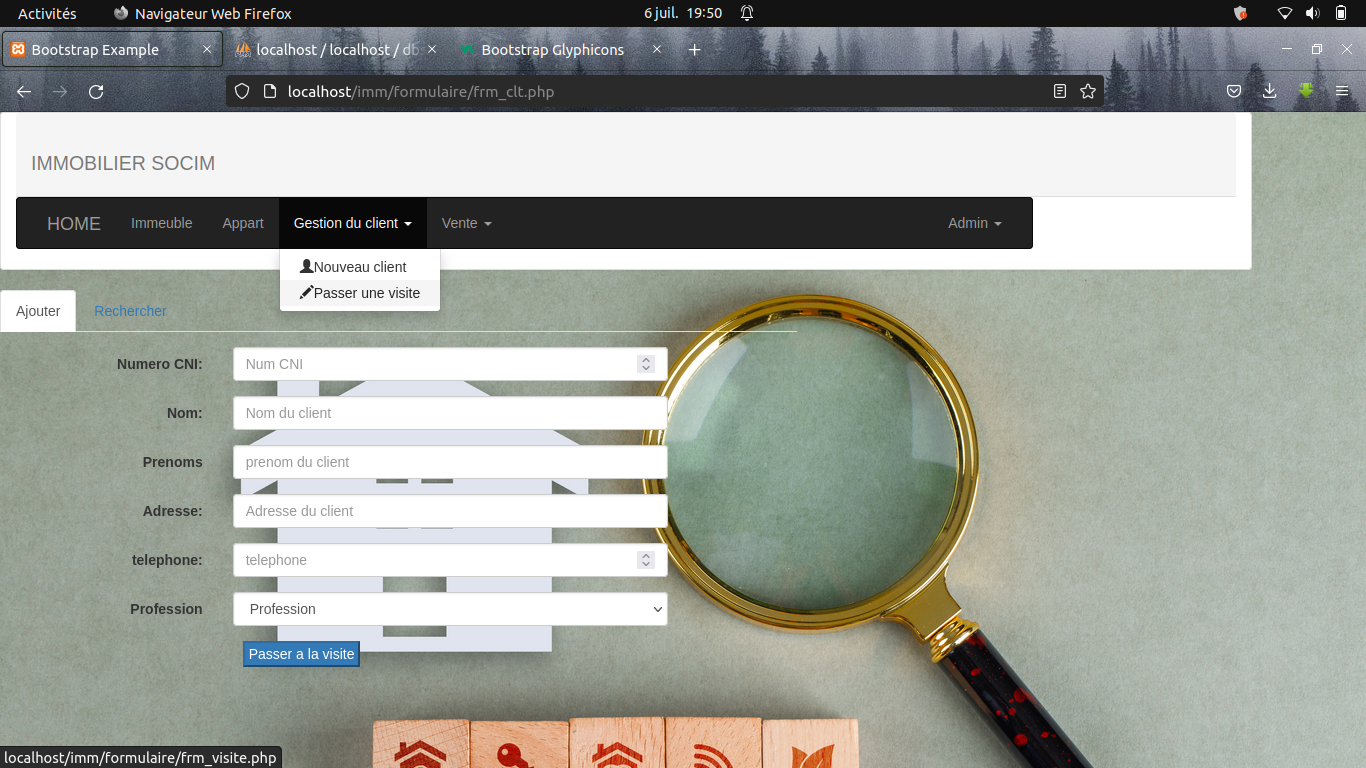 Activités Navigateur Web Firefox 6 juil. 19:50
Bootstrap Example localhost / localhost / db Bootstrap Glyphicons
localhost/imm/formulaire/frm_clt.php
IMMOBILIER SOCIM
HOME Immeuble Appart Gestion du client Vente Admin
Nouveau client
Passer une visite
Ajouter Rechercher
Numero CNI: Num CNI
Nom: Nom du client
Prenoms prenom du client
Adresse: Adresse du client
telephone: telephone
Profession Profession
Passer a la visite
localhost/imm/formulaire/frm_visite.php